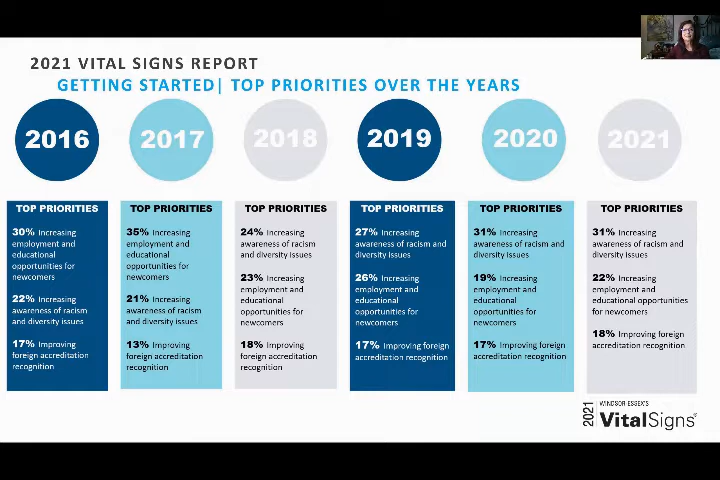 2021 VITAL SIGNS REPORT
GETTING STARTED| TOP PRIORITIES OVER THE YEARS
2016
2017
2018
2019
2020
2021
TOP PRIORITIES
30% Increasing
employment and
educational
opportunities for
newcomers
22% Increasing
awareness of racism
and diversity issues
17% Improving
foreign accreditation
recognition
TOP PRIORITIES
35% Increasing
employment and
educational
opportunities for
newcomers
21% Increasing
awareness of racism
and diversity issues
13% Improving
foreign accreditation
recognition
TOP PRIORITIES
24% Increasing
awareness of racism
and diversity issues
23% Increasing
employment and
educational
opportunities for
newcomers
18% Improving
foreign accreditation
recognition
TOP PRIORITIES
27% Increasing
awareness of racism and
diversity issues
26% Increasing
employment and
educational
opportunities for
newcomers
17% Improving foreign
accreditation recognition
TOP PRIORITIES
31% Increasing
awareness of racism and
diversity issues
19% Increasing
employment and
educational
opportunities for
newcomers
17% Improving foreign
accreditation recognition
TOP PRIORITIES
31% Increasing
awareness of racism and
diversity issues
22% Increasing
employment and
educational opportunities
for newcomers
18% Improving foreign
accreditation recognition
2021
WINDSOR-ESSEX'S
VitalSigns®